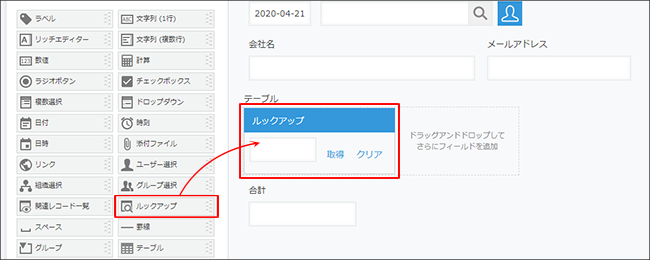 ラベル
文字列 (1行)
リッチエディター
文字列 (複数行)
数値
計算
ラジオボタン
チェックボックス
複数選択
ドロップダウン
日付
時刻
日時
添付ファイル
リンク
ユーザー選択
組織選択
グループ選択
関連レコード一覧
ルックアップ
スペース
罫線
グループ
テーブル
2020-04-21
会社名
メールアドレス
テーブル
ルックアップ
取得 クリア
ドラッグアンドドロップして
さらにフィールドを追加
合計